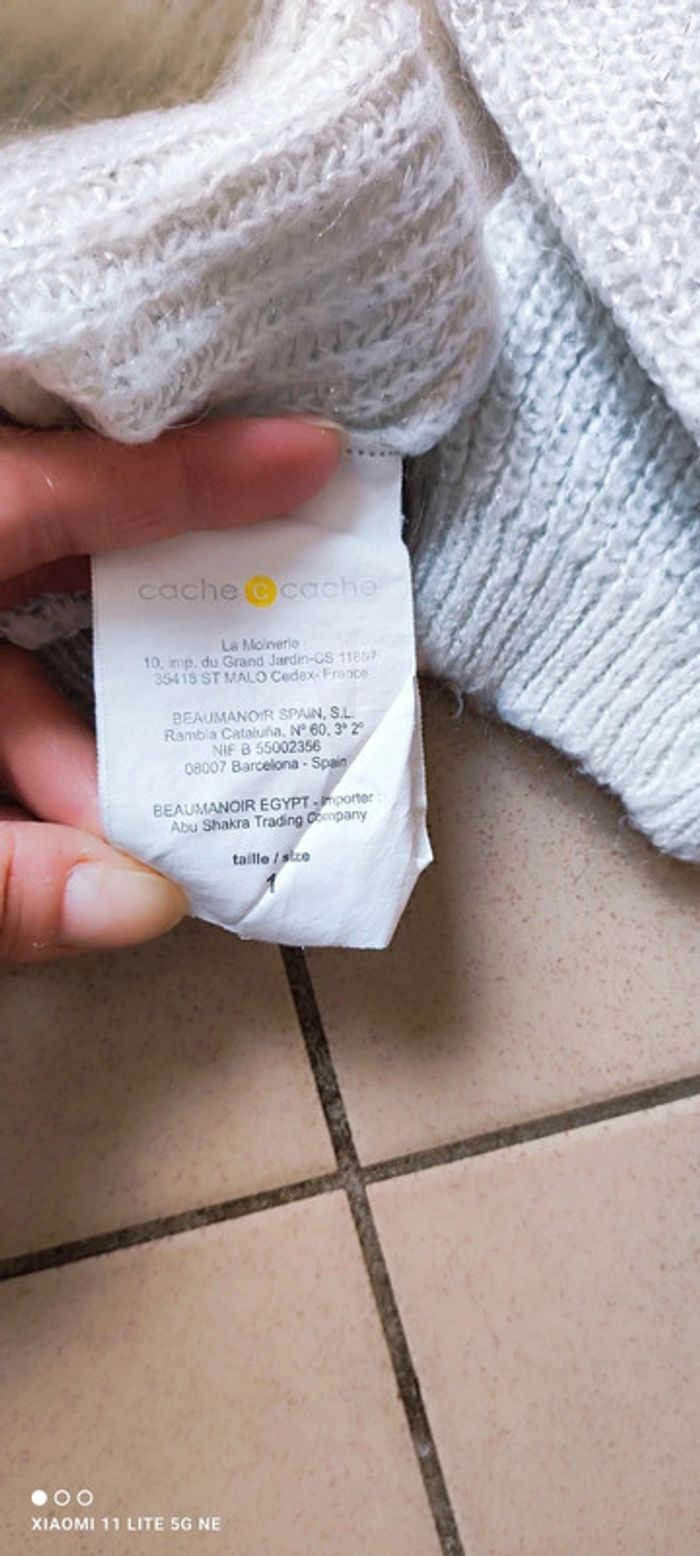 cache c cache
La Moinerie
10, imp. du Grand Jardin-CS 11897
35418 ST MALO Cedex- France
BEAUMANOIR SPAIN, S.L.
Rambla Cataluña, Nº 60, 3º 2º
NIF B 55002356
08007 Barcelona - Spain
BEAUMANOIR EGYPT - Importer :
Abu Shakra Trading Company
taille / size
1
XIAOMI 11 LITE 5G NE